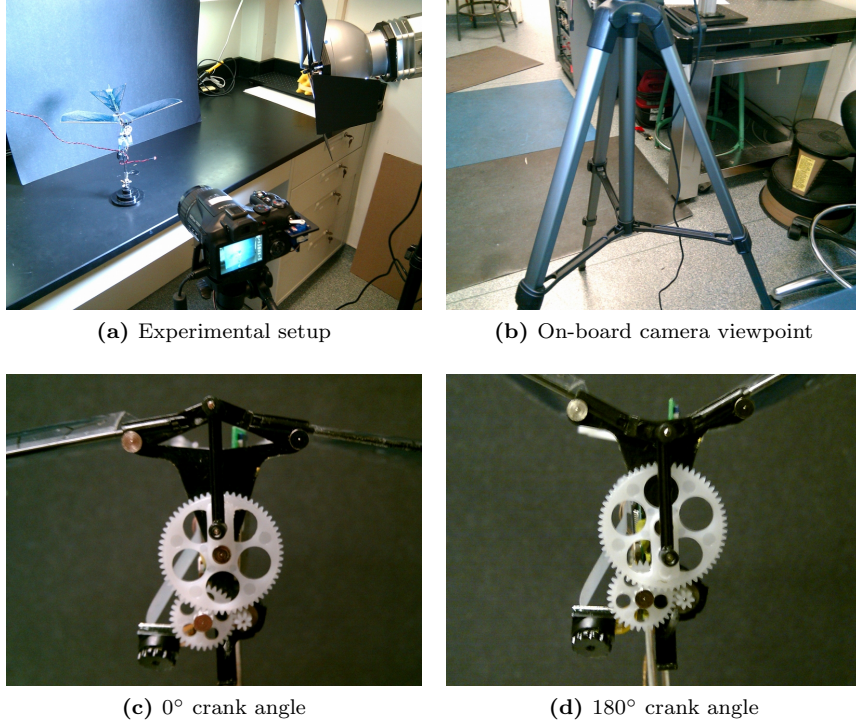 (a) Experimental setup
(b) On-board camera viewpoint
(c) 0° crank angle
(d) 180° crank angle